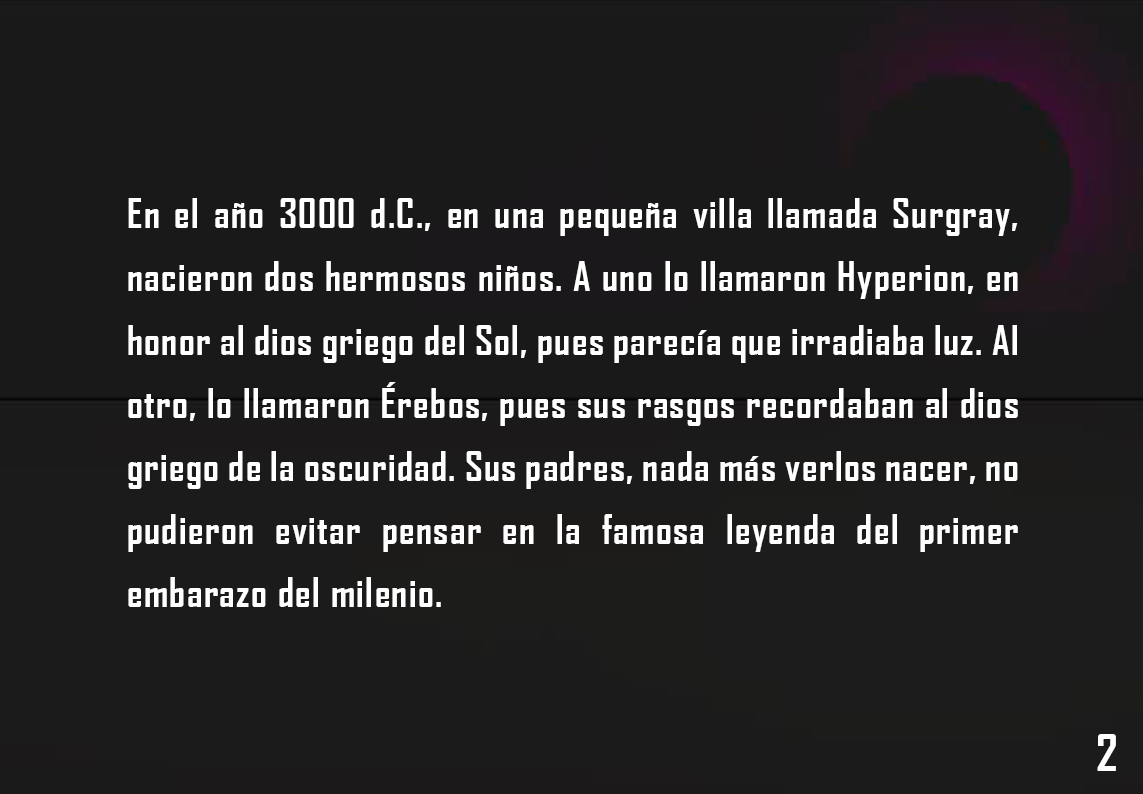 En el año 3000 d.C., en una pequeña villa llamada Surgray,
nacieron dos hermosos niños. A uno lo llamaron Hyperion, en
honor al dios griego del Sol, pues parecía que irradiaba luz. Al
otro, lo llamaron Érebos, pues sus rasgos recordaban al dios
griego de la oscuridad. Sus padres, nada más verlos nacer, no
pudieron evitar pensar en la famosa leyenda del primer
embarazo del milenio.
2